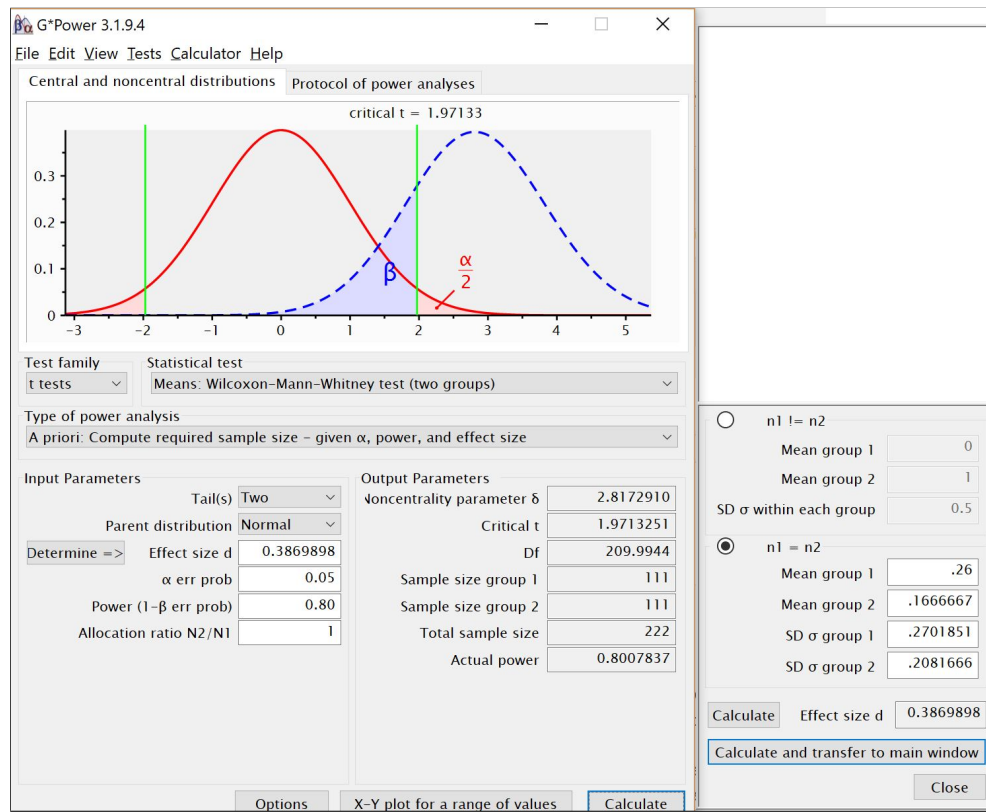 G*Power 3.1.9.4
File Edit View Tests Calculator Help
Central and noncentral distributions Protocol of power analyses
critical t = 1.97133
0.3
0.2
0.1
0
β
α
2
-3 -2 -1 0 1 2 3 4 5
Test family Statistical test
t tests Means: Wilcoxon-Mann-Whitney test (two groups)
Type of power analysis
A priori: Compute required sample size - given α, power, and effect size
Input Parameters
Tail(s) Two
Parent distribution Normal
Determine => Effect size d 0.3869898
α err prob 0.05
Power (1-β err prob) 0.80
Allocation ratio N2/N1 1
Output Parameters
Noncentrality parameter δ 2.8172910
Critical t 1.9713251
Df 209.9944
Sample size group 1 111
Sample size group 2 111
Total sample size 222
Actual power 0.8007837
Options X-Y plot for a range of values Calculate
n1 != n2
Mean group 1 0
Mean group 2 1
SD σ within each group 0.5
n1 = n2
Mean group 1 .26
Mean group 2 .1666667
SD σ group 1 .2701851
SD σ group 2 .2081666
Calculate Effect size d 0.3869898
Calculate and transfer to main window
Close